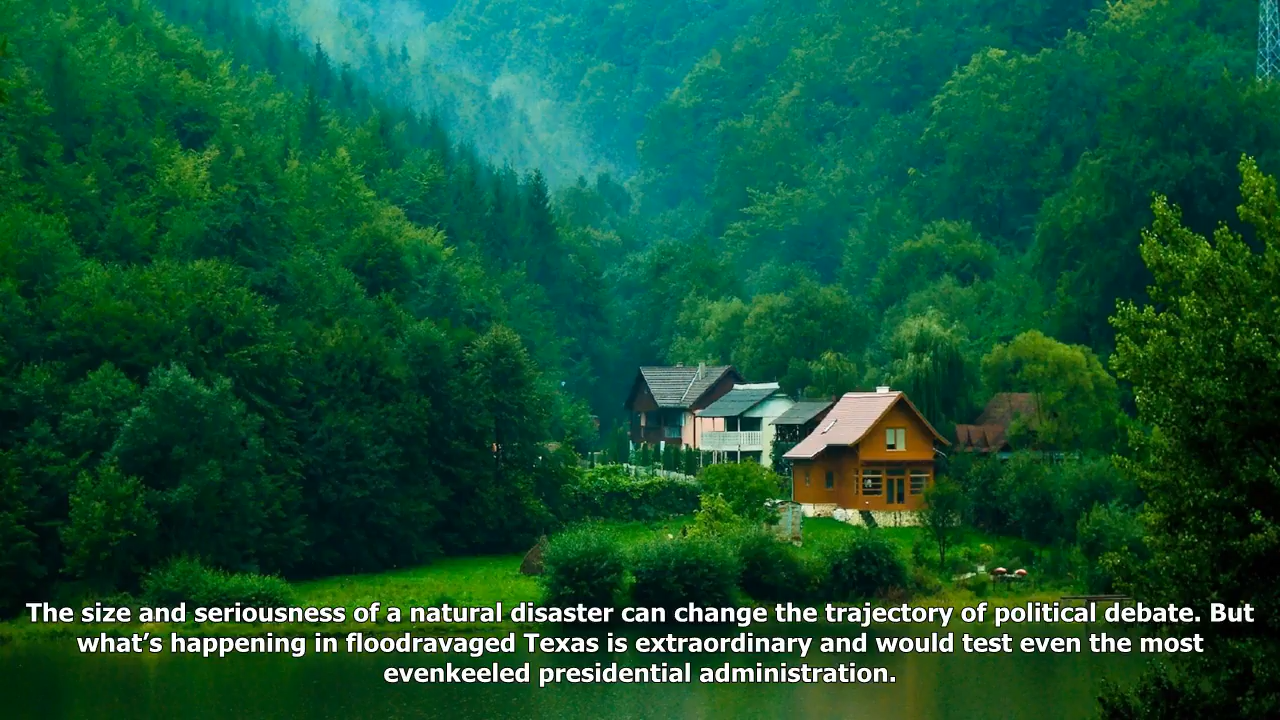 The size and seriousness of a natural disaster can change the trajectory of political debate. But
what’s happening in floodravaged Texas is extraordinary and would test even the most
evenkeeled presidential administration.